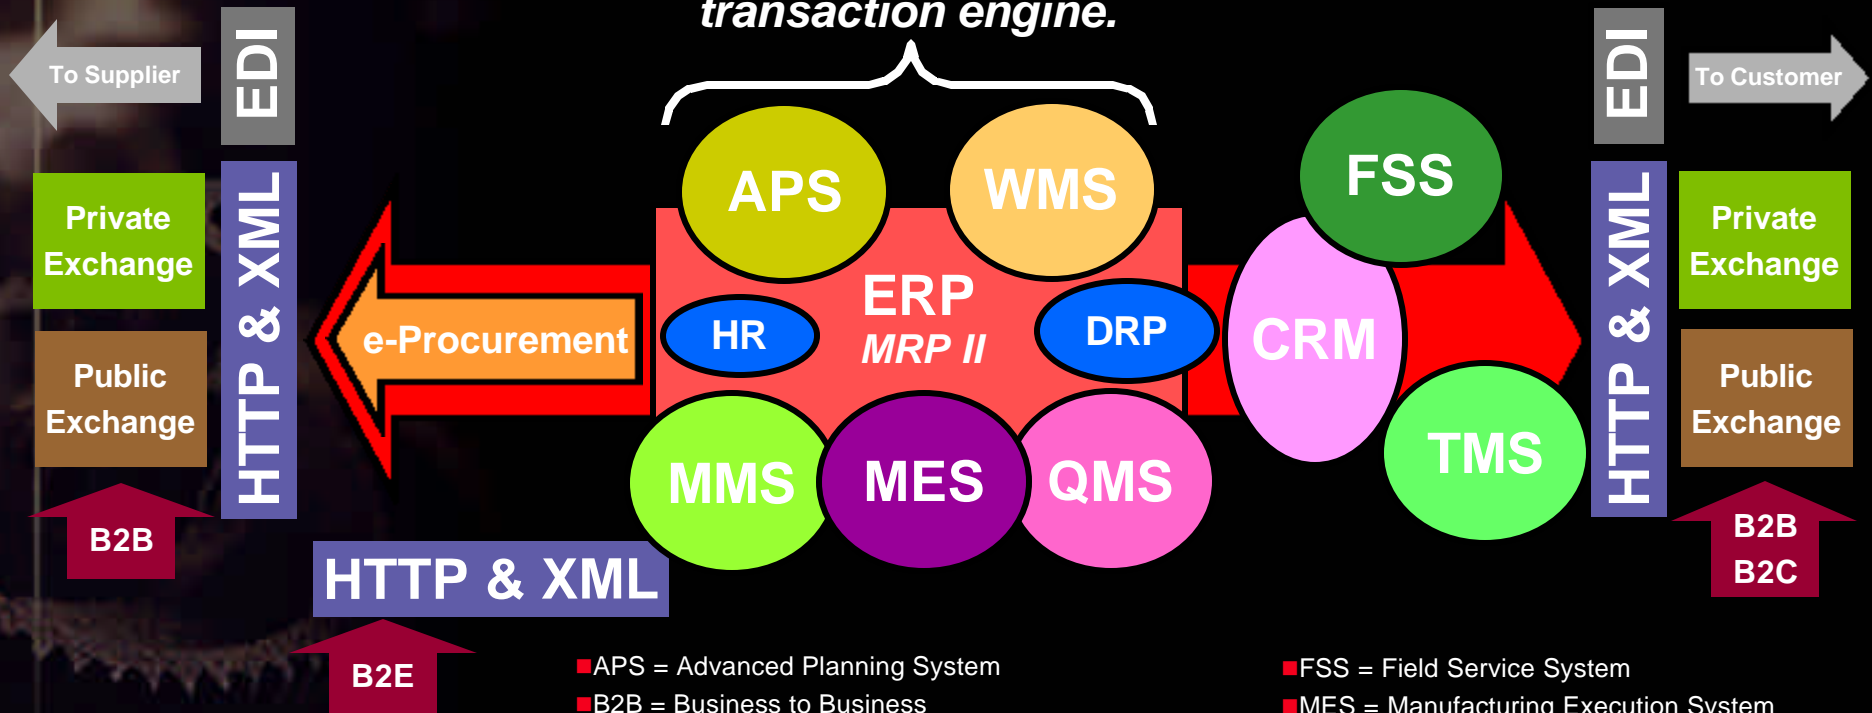 transaction engine.
To Supplier
EDI
EDI
To Customer
APS
WMS
FSS
Private
Exchange
HTTP & XML
HTTP & XML
Private
Exchange
ERP
MRP II
HR
DRP
CRM
e-Procurement
Public
Exchange
Public
Exchange
MMS
MES
QMS
TMS
B2B
B2B
B2C
HTTP & XML
B2E
APS = Advanced Planning System
B2B = Business to Business
FSS = Field Service System
MES = Manufacturing Execution System